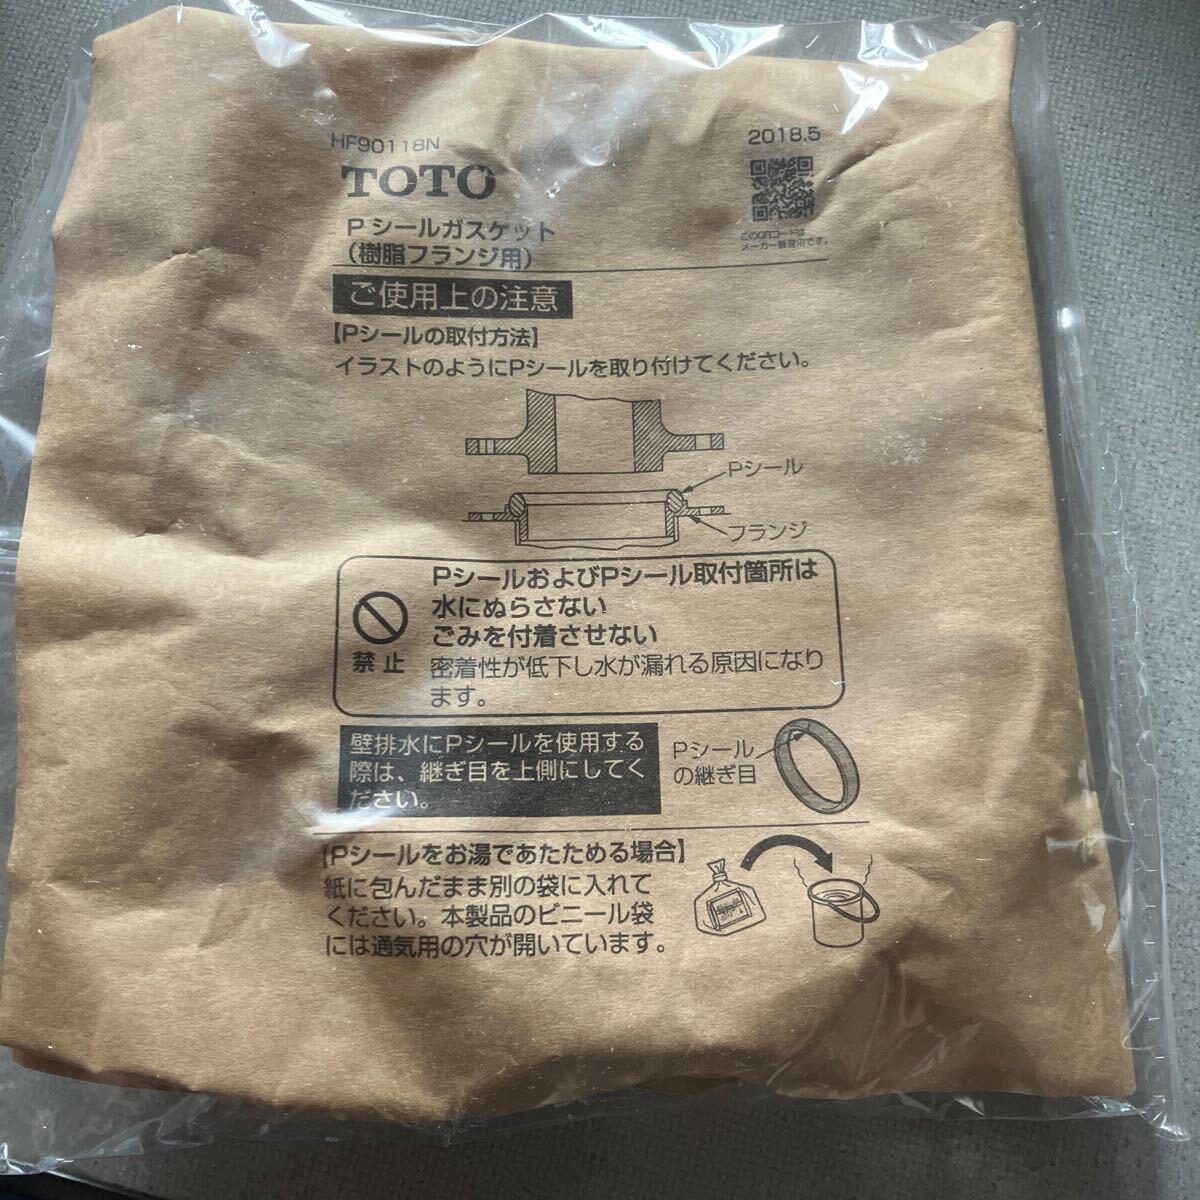 HF90118N
2018.5
TOTO
Pシールガスケット
(樹脂フランジ用)
このQRコードは
メーカー管理用です。
ご使用上の注意
【Pシールの取付方法】
イラストのようにPシールを取り付けてください。
Pシール
フランジ
PシールおよびPシール取付箇所は
水にぬらさない
ごみを付着させない
禁止
密着性が低下し水が漏れる原因になり
ます。
壁排水にPシールを使用する
際は、継ぎ目を上側にしてく
ださい。
Pシール
の継ぎ目
【Pシールをお湯であたためる場合】
紙に包んだまま別の袋に入れて
ください。本製品のビニール袋
には通気用の穴が開いています。